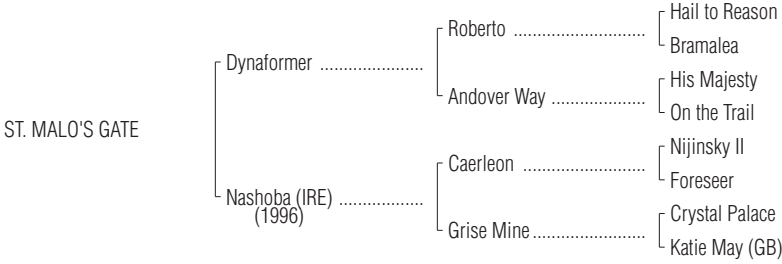 Hail to Reason
Roberto ..............................
Bramalea
Dynaformer .......................
His Majesty
Andover Way .....................
On the Trail
ST. MALO'S GATE
Nijinsky II
Caerleon ............................
Foreseer
Nashoba (IRE) ...................
(1996)
Crystal Palace
Grise Mine..........................
Katie May (GB)